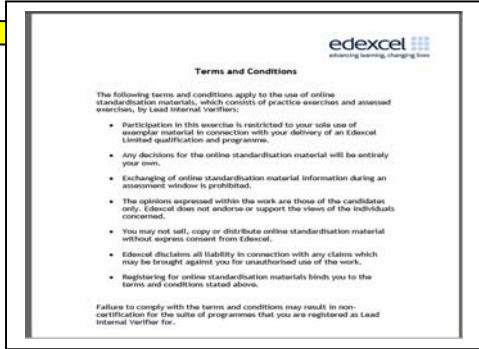 edexcel
advancing learning, changing lives
Terms and Conditions
The following terms and conditions apply to the use of online
standardisation materials, which consists of practice exercises and assessed
exercises, by Lead Internal Verifiers:
• Participation in this exercise is restricted to your sole use of
exemplar material in connection with your delivery of an Edexcel
Limited qualification and programme.
• Any decisions for the online standardisation material will be entirely
your own.
• Exchanging of online standardisation material information during an
assessment window is prohibited.
• The opinions expressed within the work are those of the candidates
only. Edexcel does not endorse or support the views of the individuals
concerned.
• You may not sell, copy or distribute online standardisation material
without express consent from Edexcel.
• Edexcel disclaims all liability in connection with any claims which
may be brought against you for unauthorised use of the work.
• Registering for online standardisation materials binds you to the
terms and conditions stated above.
Failure to comply with the terms and conditions may result in non-
certification for the suite of programmes that you are registered as Lead
Internal Verifier for.